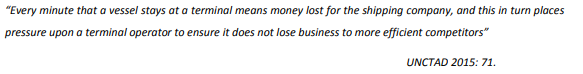 “Every minute that a vessel stays at a terminal means money lost for the shipping company, and this in turn places
pressure upon a terminal operator to ensure it does not lose business to more efficient competitors”
UNCTAD 2015: 71.